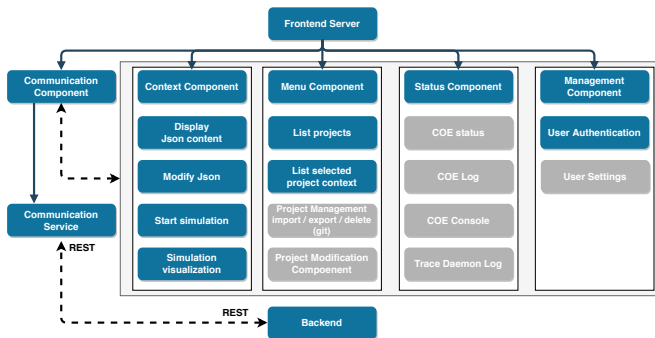 Frontend Server
Communication
Component
Context Component
Menu Component
Status Component
Management
Component
Display
Json content
List projects
COE status
User Authentication
Modify Json
List selected
project context
COE Log
User Settings
Communication
Service
Start simulation
Project Management
import / export / delete
(git)
COE Console
REST
Simulation
visualization
Project Modification
Compoenent
Trace Daemon Log
REST
Backend